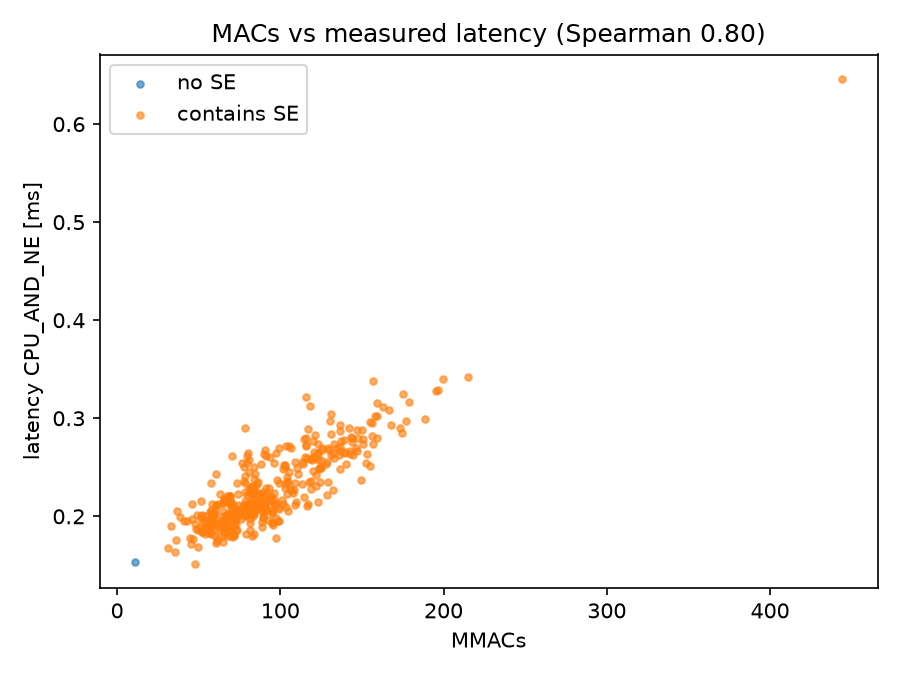 MACs vs measured latency (Spearman 0.80)
no SE
contains SE
latency CPU_AND_NE [ms]
0.6
0.5
0.4
0.3
0.2
0 100 200 300 400
MMACs